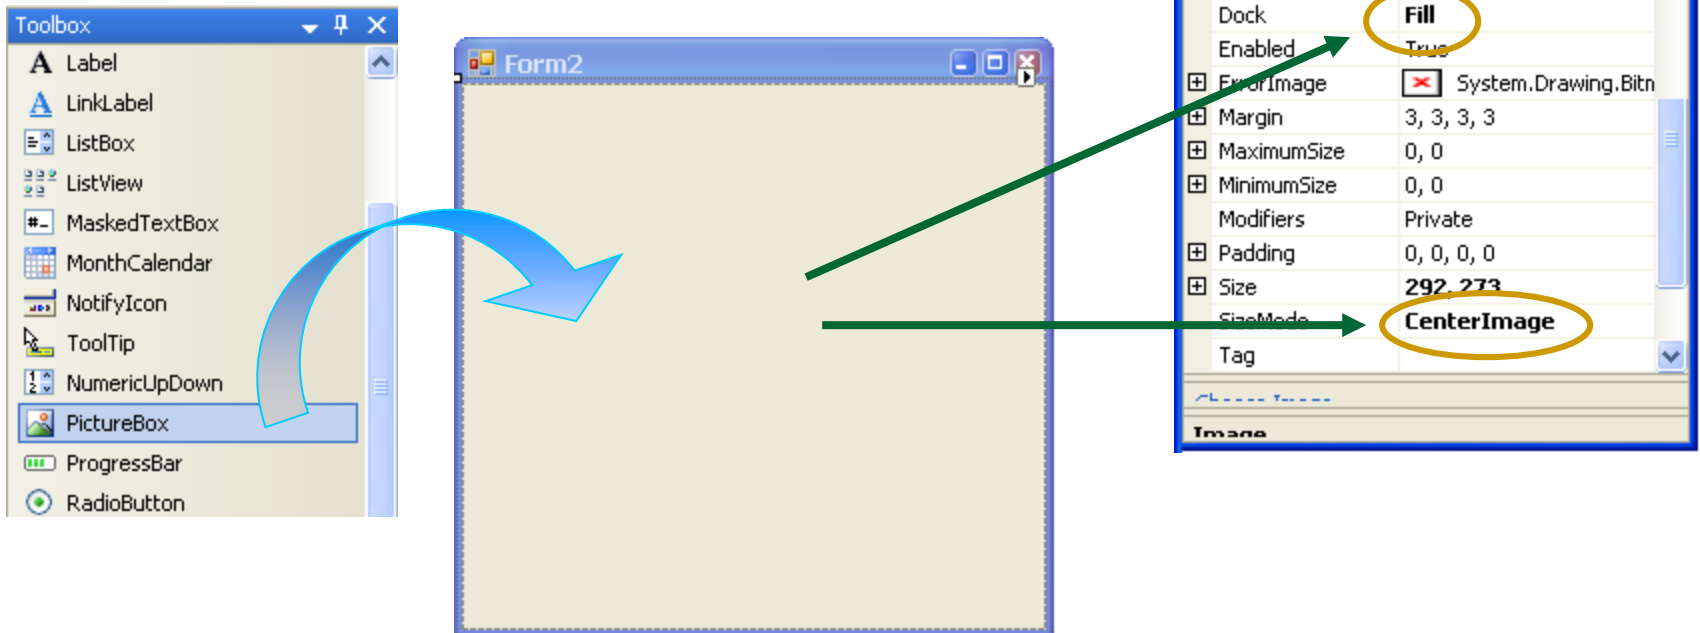 Toolbox
Label
LinkLabel
ListBox
ListView
MaskedTextBox
MonthCalendar
NotifyIcon
ToolTip
NumericUpDown
PictureBox
ProgressBar
RadioButton
Form2
Dock Fill
Enabled True
ErrorImage System.Drawing.Bitm
Margin 3, 3, 3, 3
MaximumSize 0, 0
MinimumSize 0, 0
Modifiers Private
Padding 0, 0, 0, 0
Size 292, 273
SizeMode CenterImage
Tag
Image